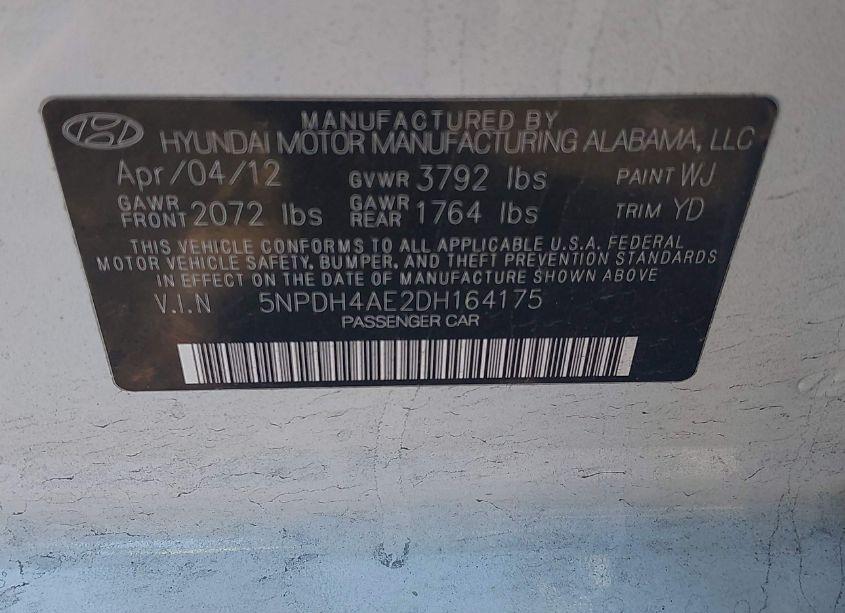 MANUFACTURED BY
HYUNDAI MOTOR MANUFACTURING ALABAMA, LLC
Apr/04/12 GVWR 3792 lbs PAINT WJ
GAWR FRONT 2072 lbs GAWR REAR 1764 lbs TRIM YD
THIS VEHICLE CONFORMS TO ALL APPLICABLE U.S.A. FEDERAL
MOTOR VEHICLE SAFETY, BUMPER, AND THEFT PREVENTION STANDARDS
IN EFFECT ON THE DATE OF MANUFACTURE SHOWN ABOVE
V.I.N 5NPDH4AE2DH164175
PASSENGER CAR